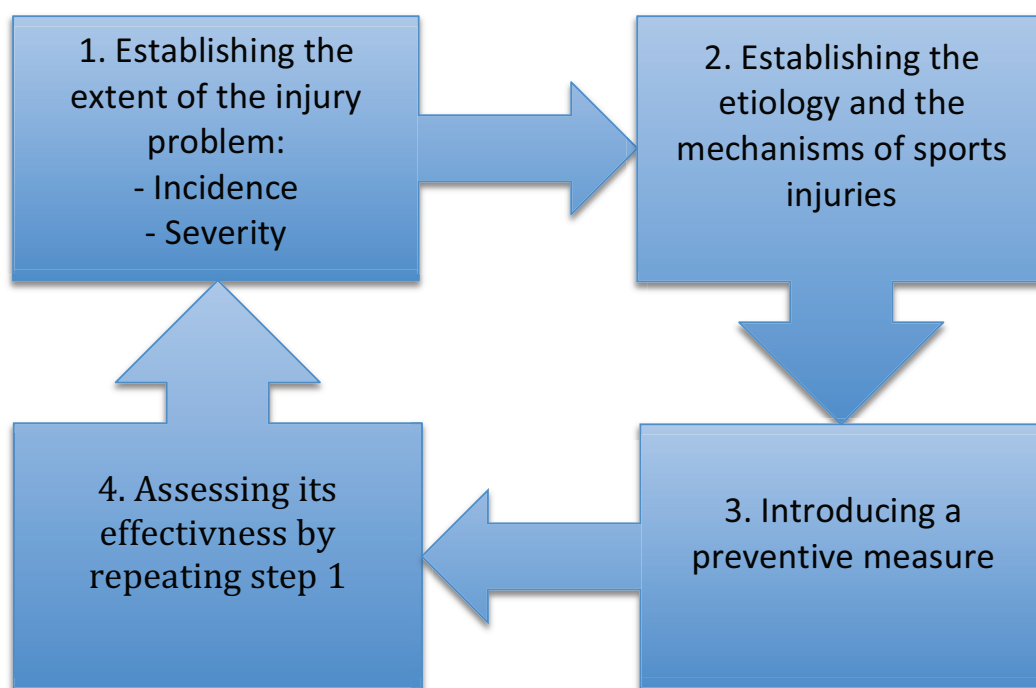 1. Establishing the
extent of the injury
problem:
- Incidence
- Severity
2. Establishing the
etiology and the
mechanisms of sports
injuries
3. Introducing a
preventive measure
4. Assessing its
effectivness by
repeating step 1